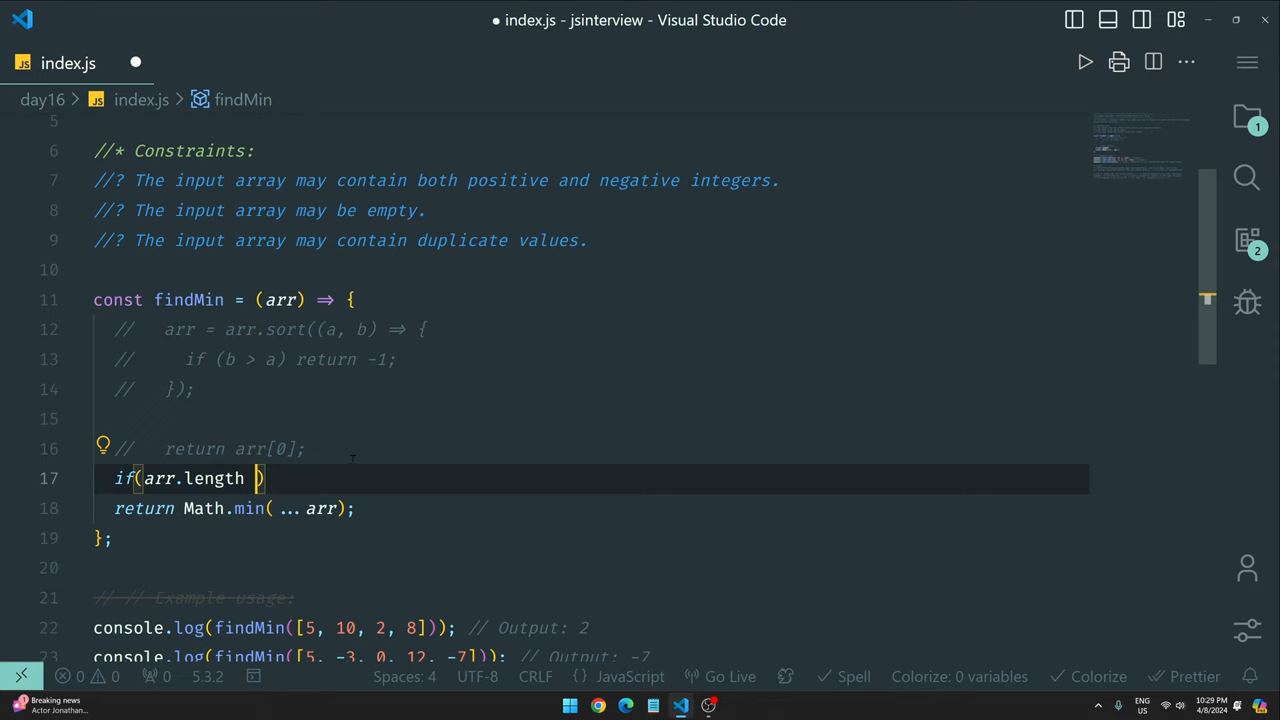 index.js - jsinterview - Visual Studio Code
JS index.js
day16 > JS index.js > findMin
5
6 //* Constraints:
7 //? The input array may contain both positive and negative integers.
8 //? The input array may be empty.
9 //? The input array may contain duplicate values.
10
11 const findMin = (arr) => {
12 //   arr = arr.sort((a, b) => {
13 //     if (b > a) return -1;
14 //   });
15
16 //   return arr[0];
17 if(arr.length )
18 return Math.min(...arr);
19 };
20
21 // // Example usage:
22 console.log(findMin([5, 10, 2, 8])); // Output: 2
23 console.log(findMin([5, -3, 0, 12, -7])); // Output: -7
1
2
0 0 0 5.3.2 Spaces: 4 UTF-8 CRLF {} JavaScript Go Live Spell Colorize: 0 variables Colorize Prettier
Breaking news
Actor Jonathan...
ENG
US
10:29 PM
4/8/2024